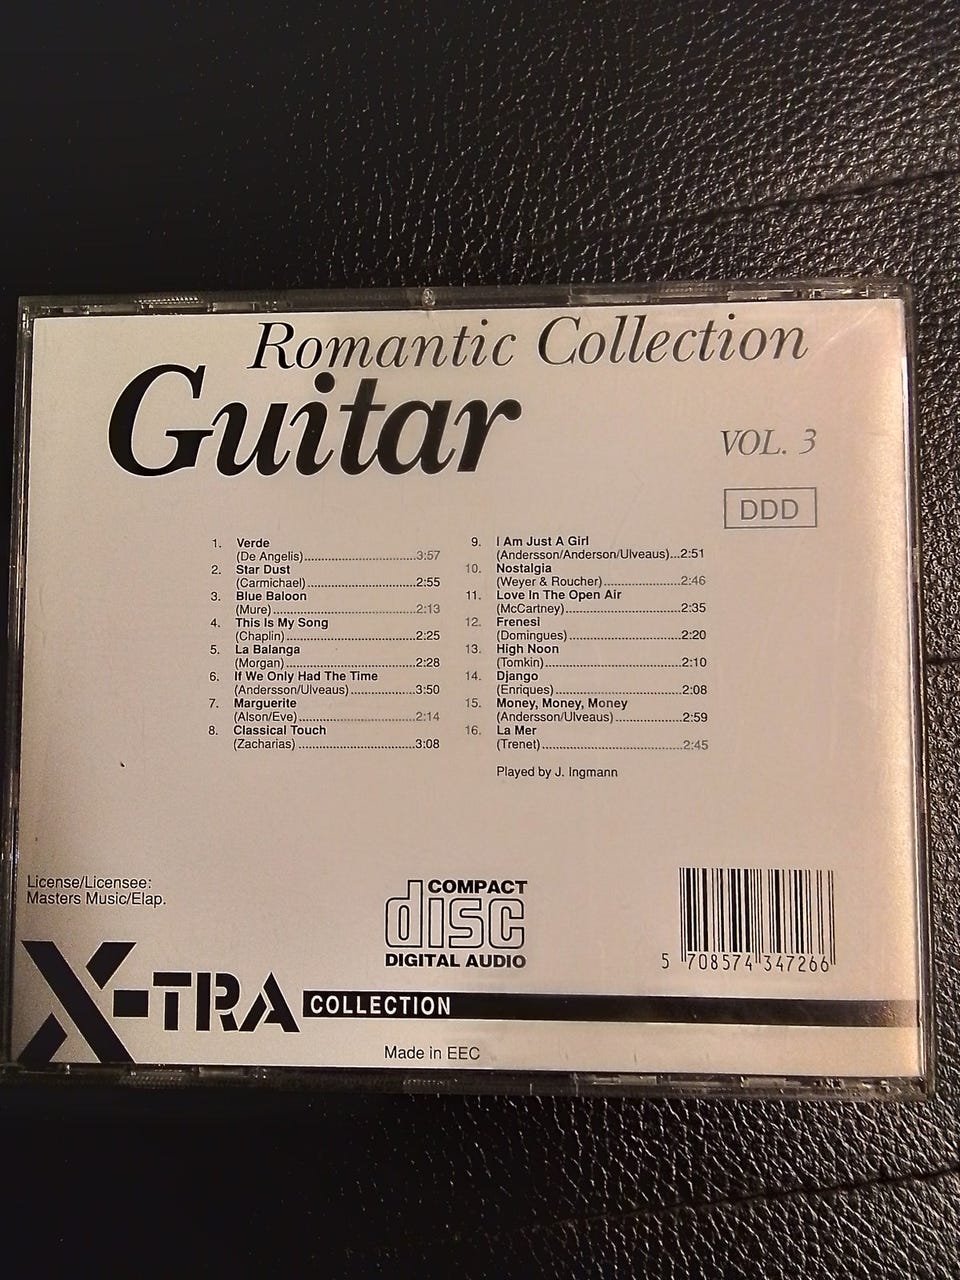 Romantic Collection
Guitar
VOL. 3
DDD
1. Verde
(De Angelis)..............................3:57
2. Star Dust
(Carmichael)..............................2:55
3. Blue Baloon
(Mure)..............................2:13
4. This Is My Song
(Chaplin)..............................2:25
5. La Balanga
(Morgan)..............................2:28
6. If We Only Had The Time
(Andersson/Ulveaus)..................3:50
7. Marguerite
(Alson/Eve)..............................2:14
8. Classical Touch
(Zacharias)..............................3:08
9. I Am Just A Girl
(Andersson/Anderson/Ulveaus)...2:51
10. Nostalgia
(Weyer & Roucher)......................2:46
11. Love In The Open Air
(McCartney)..............................2:35
12. Frenesi
(Domingues)..............................2:20
13. High Noon
(Tomkin)..............................2:10
14. Django
(Enriques)..............................2:08
15. Money, Money, Money
(Andersson/Ulveaus)..................2:59
16. La Mer
(Trenet)..............................2:45
Played by J. Ingmann
License/Licensee:
Masters Music/Elap.
COMPACT
disc
DIGITAL AUDIO
5 708574 347266
X-TRA COLLECTION
Made in EEC